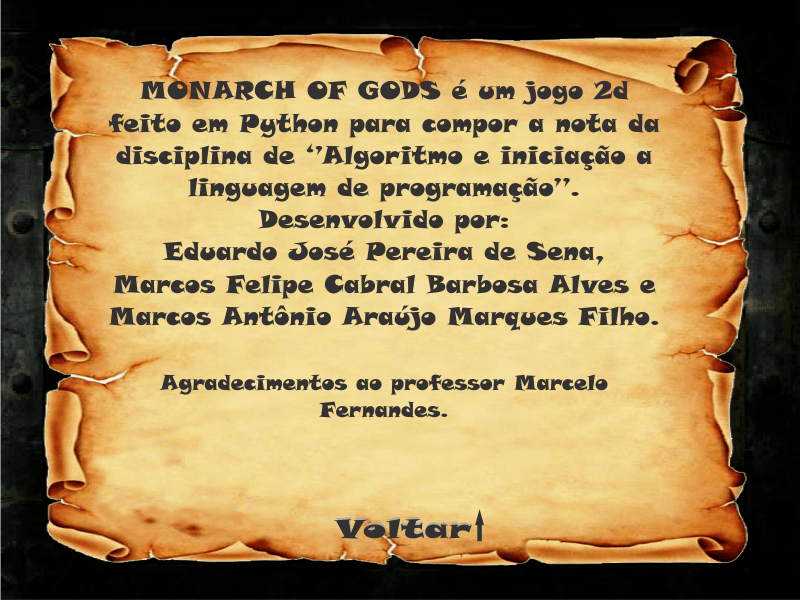 MONARCH OF GODS é um jogo 2d
feito em Python para compor a nota da
disciplina de ‘’Algoritmo e iniciação a
linguagem de programação’’.
Desenvolvido por:
Eduardo José Pereira de Sena,
Marcos Felipe Cabral Barbosa Alves e
Marcos Antônio Araújo Marques Filho.
Agradecimentos ao professor Marcelo
Fernandes.
Voltar